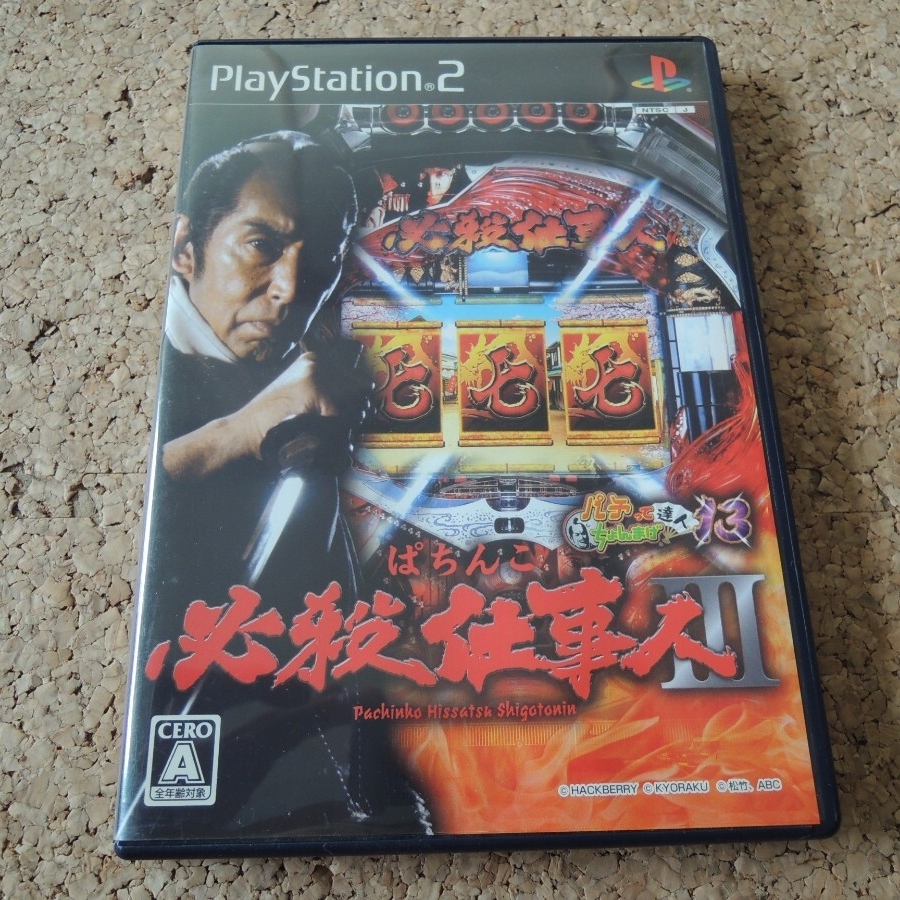 PlayStation®2
NTSC J
必殺仕事人
パチって
ちょんまげ
達人
13
ぱちんこ
必殺仕事人III
Pachinko Hissatsu Shigotonin
CERO
A
全年齢対象
©HACKBERRY ©KYORAKU ©松竹、ABC